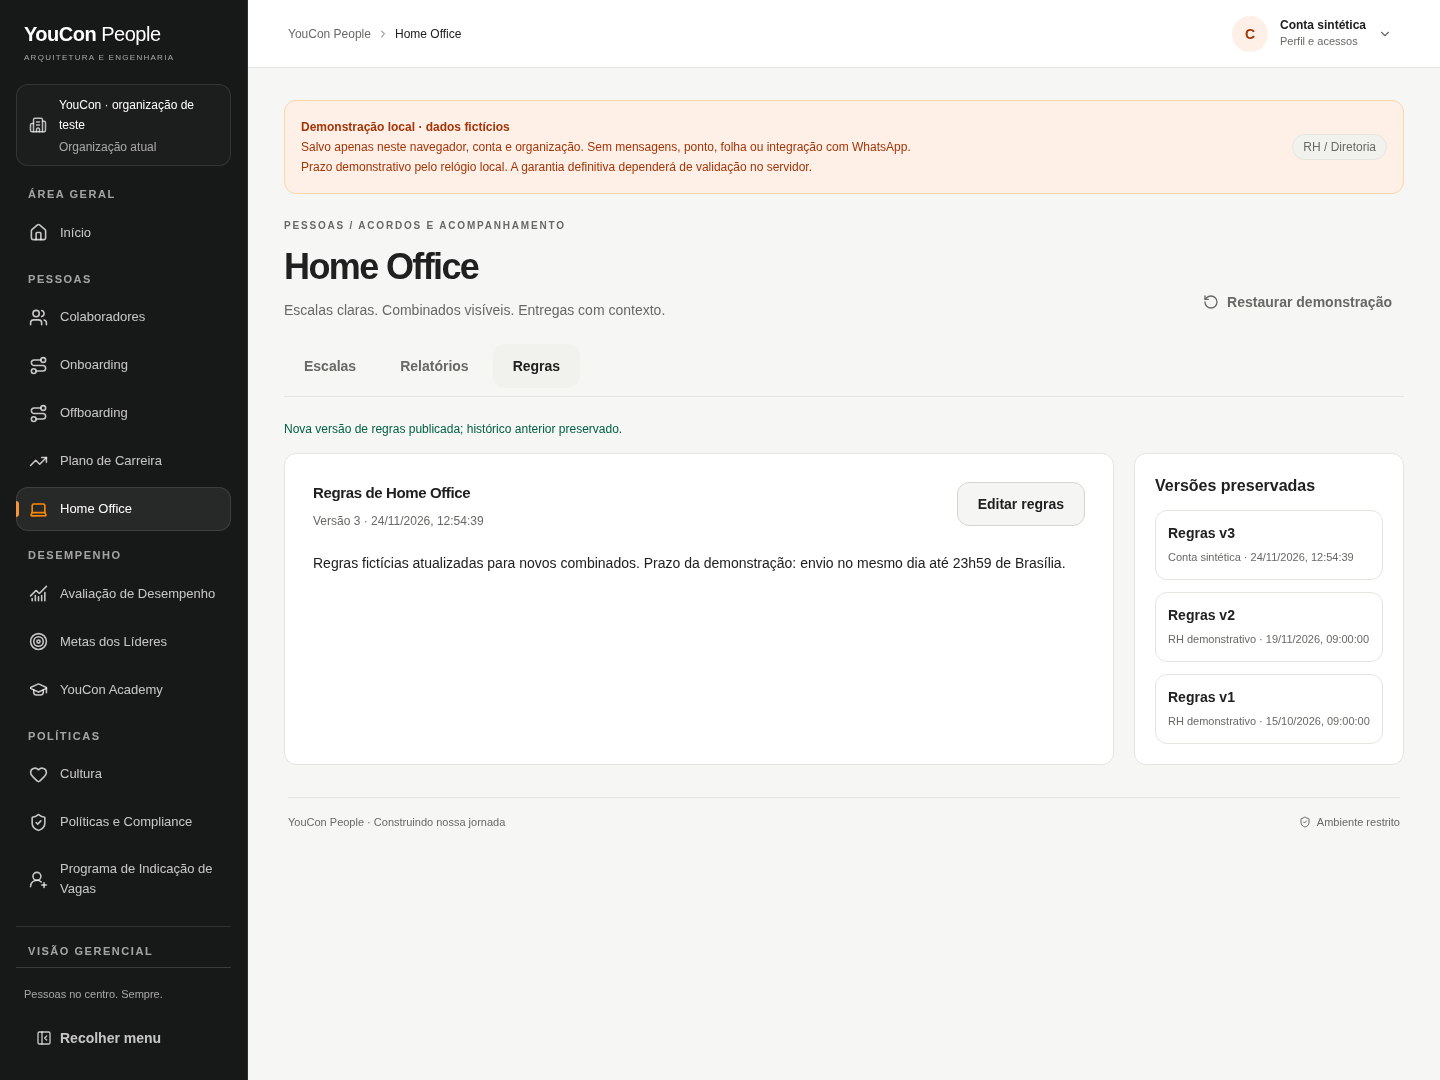 YouCon People
ARQUITETURA E ENGENHARIA
YouCon · organização de
teste
Organização atual
ÁREA GERAL
Início
PESSOAS
Colaboradores
Onboarding
Offboarding
Plano de Carreira
Home Office
DESEMPENHO
Avaliação de Desempenho
Metas dos Líderes
YouCon Academy
POLÍTICAS
Cultura
Políticas e Compliance
Programa de Indicação de
Vagas
VISÃO GERENCIAL
Pessoas no centro. Sempre.
Recolher menu
YouCon People > Home Office
C
Conta sintética
Perfil e acessos
Demonstração local · dados fictícios
Salvo apenas neste navegador, conta e organização. Sem mensagens, ponto, folha ou integração com WhatsApp.
Prazo demonstrativo pelo relógio local. A garantia definitiva dependerá de validação no servidor.
RH / Diretoria
PESSOAS / ACORDOS E ACOMPANHAMENTO
Home Office
Escalas claras. Combinados visíveis. Entregas com contexto.
Restaurar demonstração
Escalas Relatórios Regras
Nova versão de regras publicada; histórico anterior preservado.
Regras de Home Office
Versão 3 · 24/11/2026, 12:54:39
Editar regras
Regras fictícias atualizadas para novos combinados. Prazo da demonstração: envio no mesmo dia até 23h59 de Brasília.
Versões preservadas
Regras v3
Conta sintética · 24/11/2026, 12:54:39
Regras v2
RH demonstrativo · 19/11/2026, 09:00:00
Regras v1
RH demonstrativo · 15/10/2026, 09:00:00
YouCon People · Construindo nossa jornada
Ambiente restrito